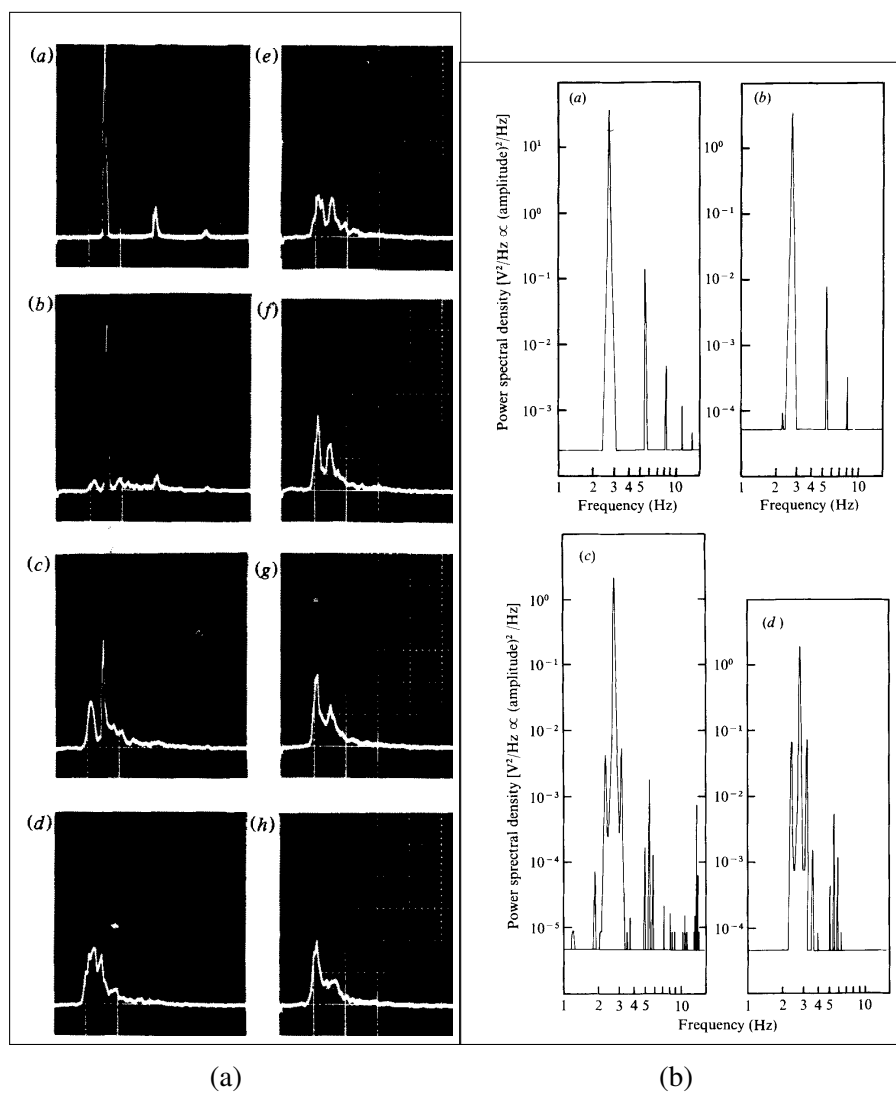 (a)
(e)
(b)
(f)
(c)
(g)
(d)
(h)
(a)
Power spectral density [V²/Hz ∝ (amplitude)²/Hz]
10¹
10⁰
10⁻¹
10⁻²
10⁻³
1 2 3 4 5 10
Frequency (Hz)
(b)
10⁰
10⁻¹
10⁻²
10⁻³
10⁻⁴
1 2 3 4 5 10
Frequency (Hz)
(c)
Power sprectral density [V²/Hz ∝ (amplitude)²/Hz]
10⁰
10⁻¹
10⁻²
10⁻³
10⁻⁴
10⁻⁵
1 2 3 4 5 10
(d)
10⁰
10⁻¹
10⁻²
10⁻³
10⁻⁴
1 2 3 4 5 10
Frequency (Hz)
(a)
(b)